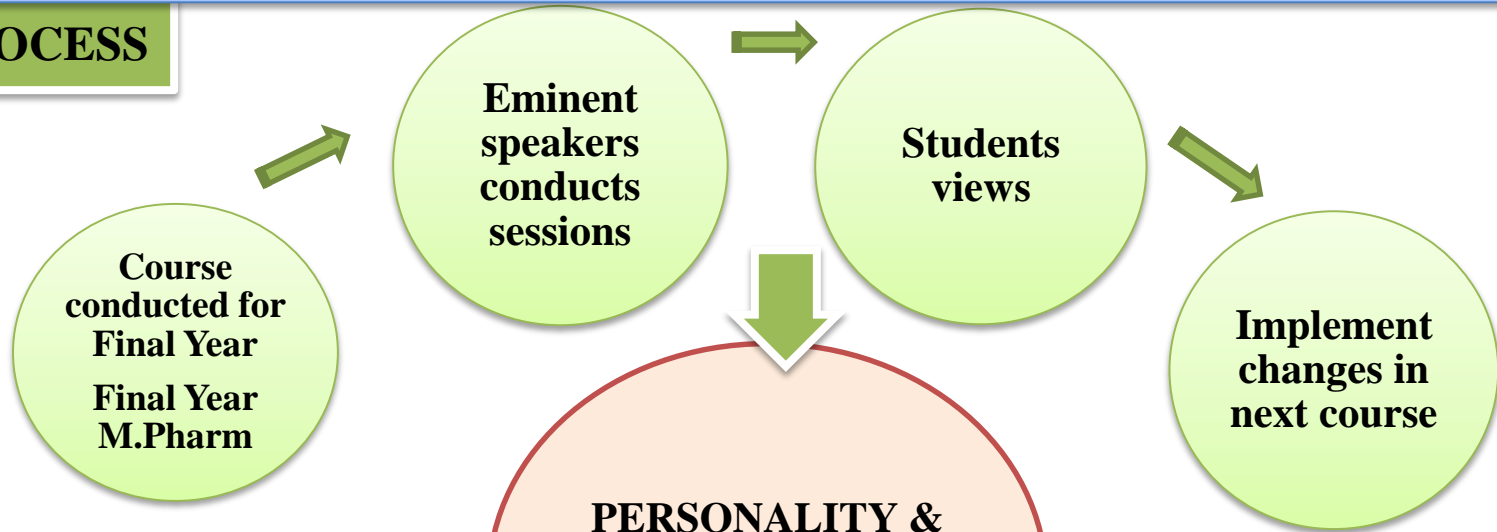 OCESS
Eminent
speakers
conducts
sessions
Students
views
Course
conducted for
Final Year
Final Year
M.Pharm
Implement
changes in
next course
PERSONALITY &